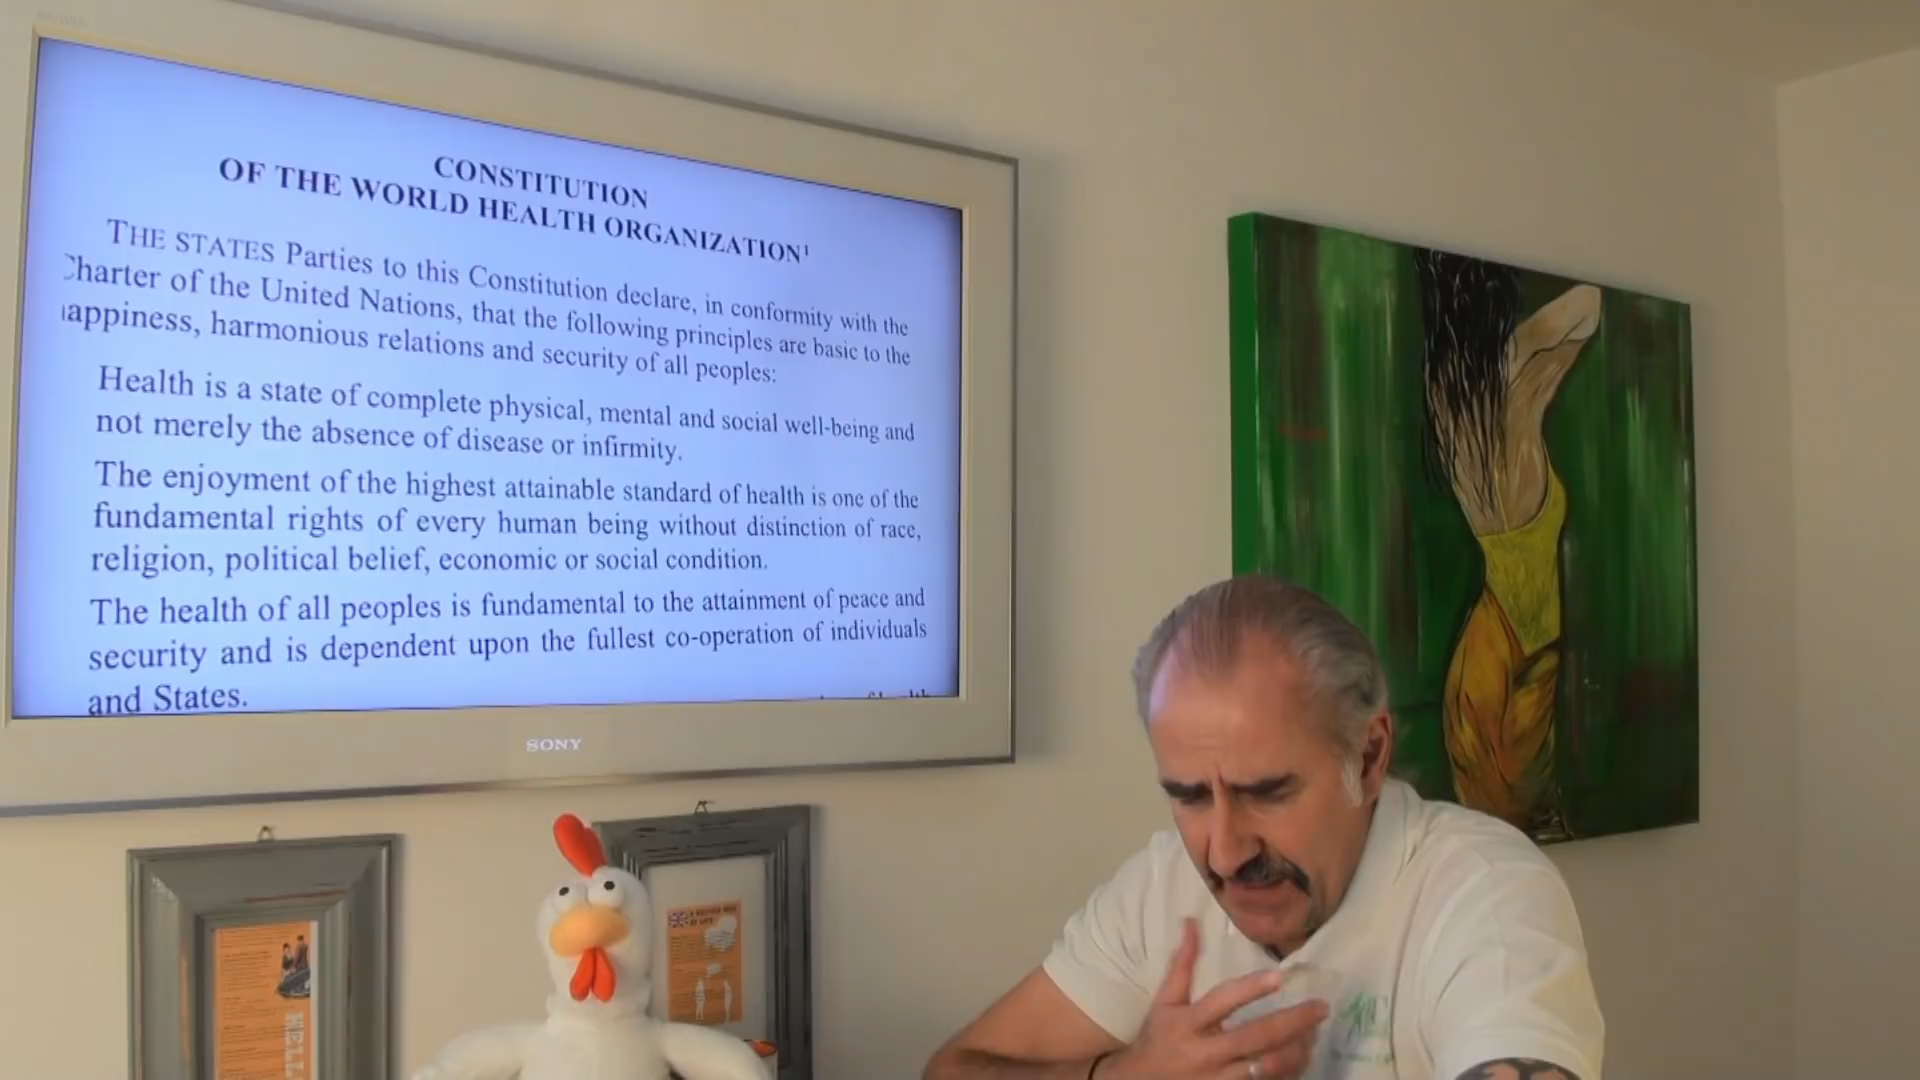 CONSTITUTION
OF THE WORLD HEALTH ORGANIZATION¹
THE STATES Parties to this Constitution declare, in conformity with the
Charter of the United Nations, that the following principles are basic to the
happiness, harmonious relations and security of all peoples:
Health is a state of complete physical, mental and social well-being and
not merely the absence of disease or infirmity.
The enjoyment of the highest attainable standard of health is one of the
fundamental rights of every human being without distinction of race,
religion, political belief, economic or social condition.
The health of all peoples is fundamental to the attainment of peace and
security and is dependent upon the fullest co-operation of individuals
and States.
SONY